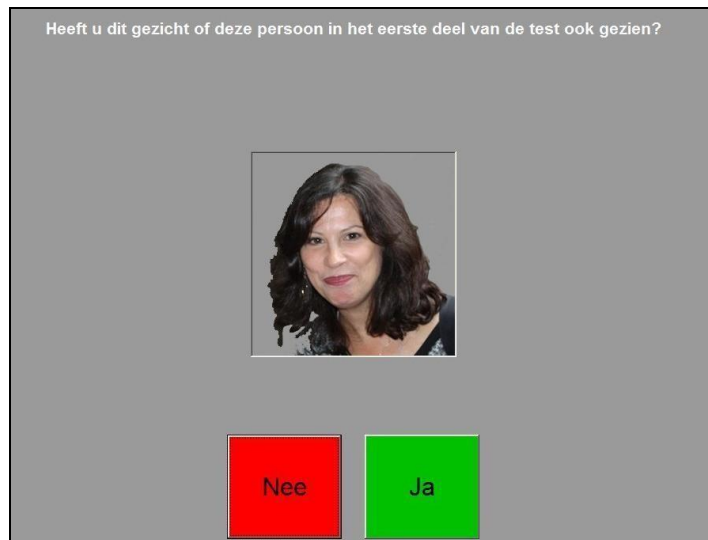 Heeft u dit gezicht of deze persoon in het eerste deel van de test ook gezien?
Nee
Ja